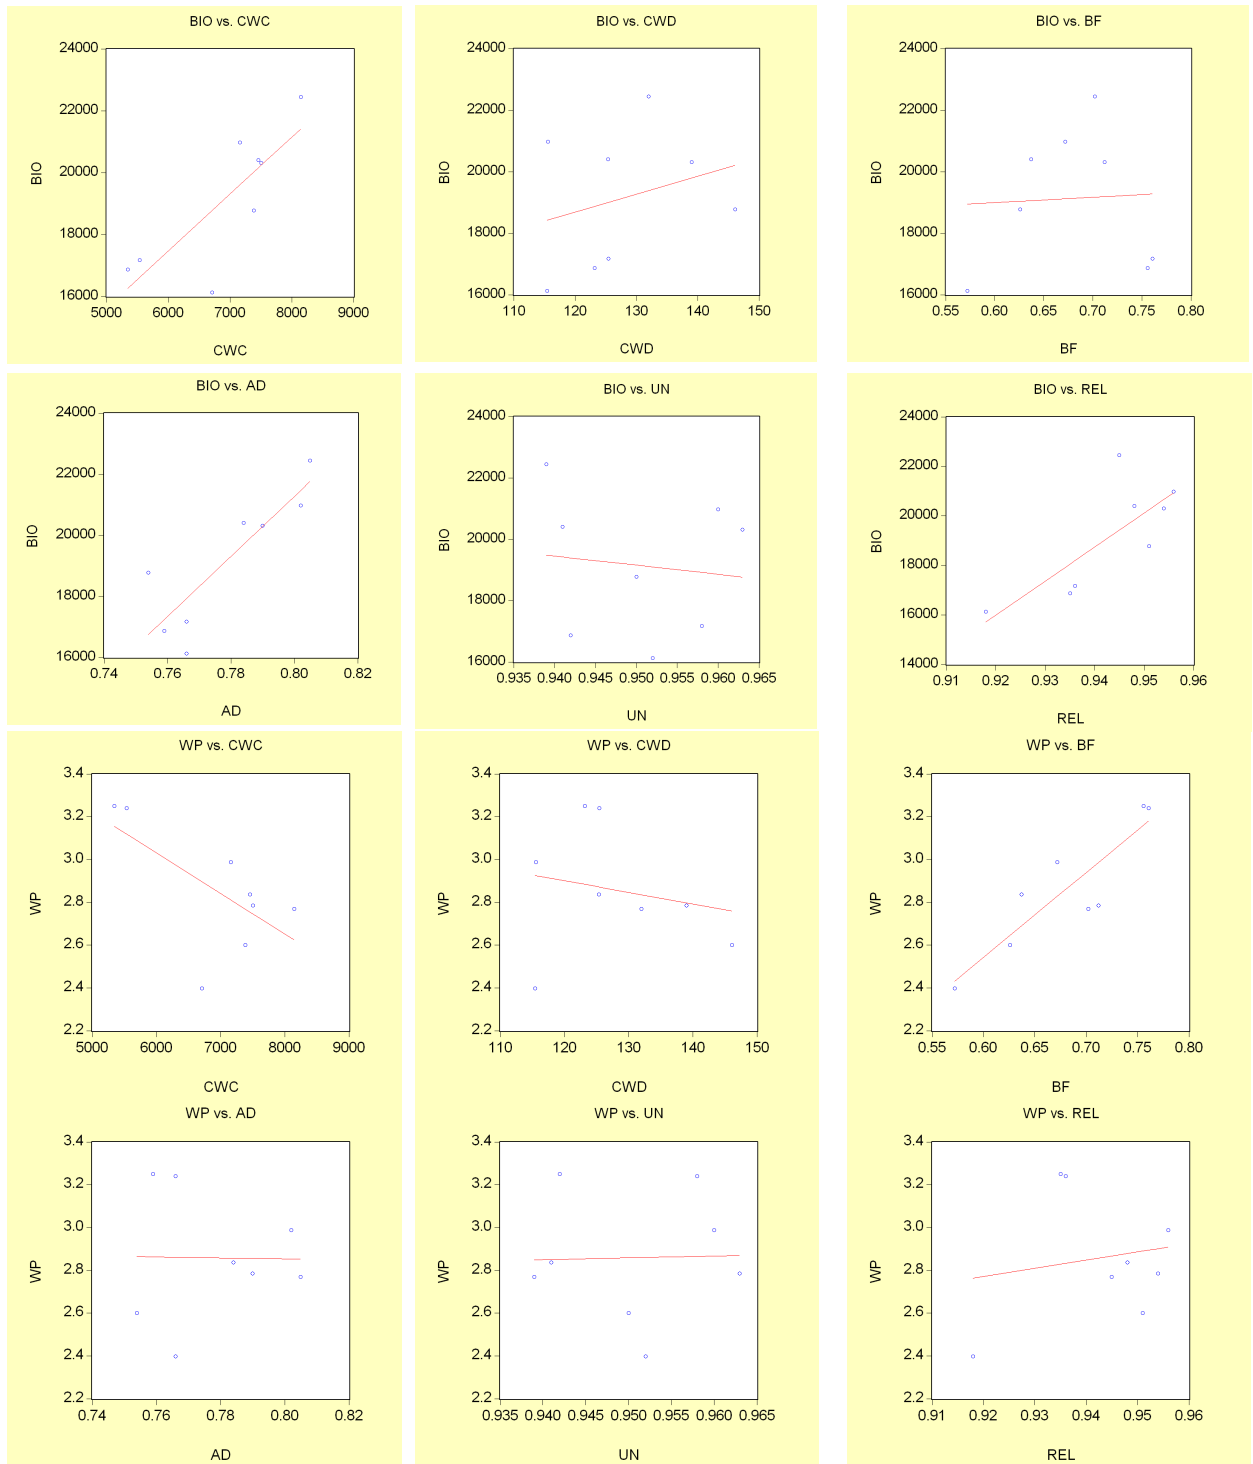 BIO vs. CWC
24000
22000
20000
18000
16000
BIO
5000 6000 7000 8000 9000
CWC
BIO vs. CWD
24000
22000
20000
18000
16000
BIO
110 120 130 140 150
CWD
BIO vs. BF
24000
22000
20000
18000
16000
BIO
0.55 0.60 0.65 0.70 0.75 0.80
BF
BIO vs. AD
24000
22000
20000
18000
16000
BIO
0.74 0.76 0.78 0.80 0.82
AD
BIO vs. UN
24000
22000
20000
18000
16000
BIO
0.935 0.940 0.945 0.950 0.955 0.960 0.965
UN
BIO vs. REL
24000
22000
20000
18000
16000
14000
BIO
0.91 0.92 0.93 0.94 0.95 0.96
REL
WP vs. CWC
3.4
3.2
3.0
2.8
2.6
2.4
2.2
WP
5000 6000 7000 8000 9000
CWC
WP vs. CWD
3.4
3.2
3.0
2.8
2.6
2.4
2.2
WP
110 120 130 140 150
CWD
WP vs. BF
3.4
3.2
3.0
2.8
2.6
2.4
2.2
WP
0.55 0.60 0.65 0.70 0.75 0.80
BF
WP vs. AD
3.4
3.2
3.0
2.8
2.6
2.4
2.2
WP
0.74 0.76 0.78 0.80 0.82
AD
WP vs. UN
3.4
3.2
3.0
2.8
2.6
2.4
2.2
WP
0.935 0.940 0.945 0.950 0.955 0.960 0.965
UN
WP vs. REL
3.4
3.2
3.0
2.8
2.6
2.4
2.2
WP
0.91 0.92 0.93 0.94 0.95 0.96
REL